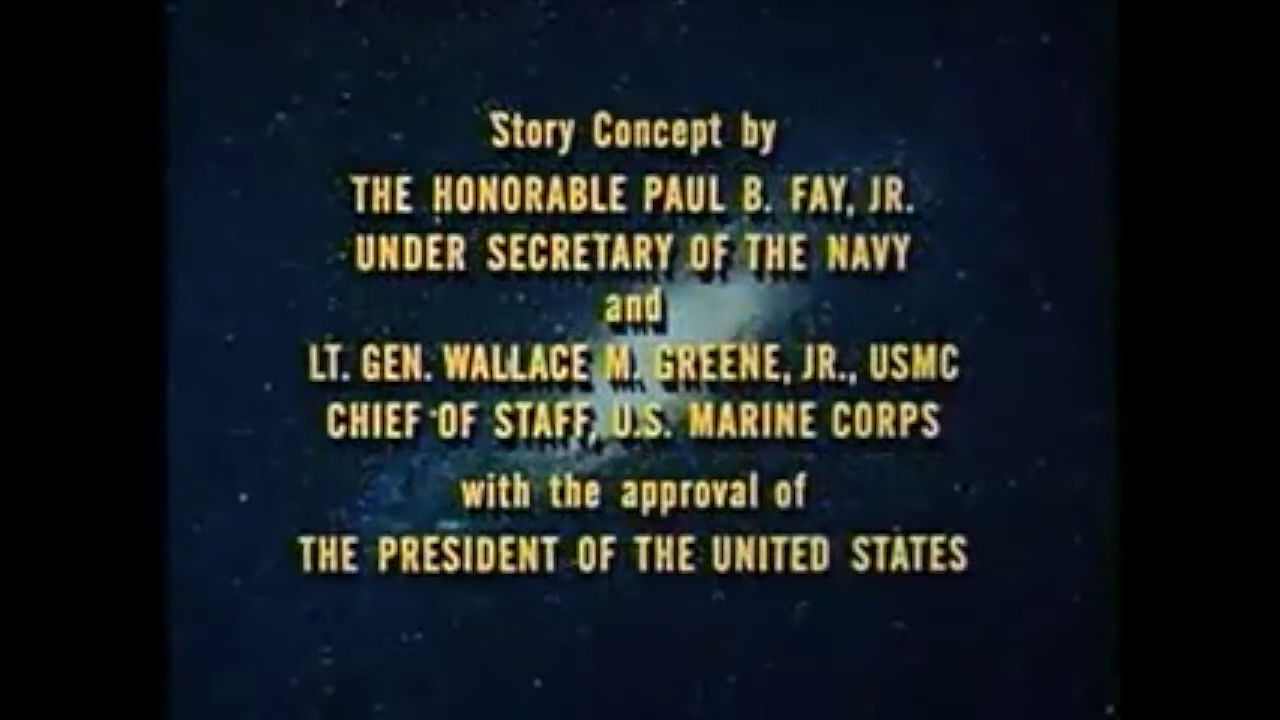 Story Concept by
THE HONORABLE PAUL B. FAY, JR.
UNDER SECRETARY OF THE NAVY
and
LT. GEN. WALLACE M. GREENE, JR., USMC
CHIEF OF STAFF, U.S. MARINE CORPS
with the approval of
THE PRESIDENT OF THE UNITED STATES